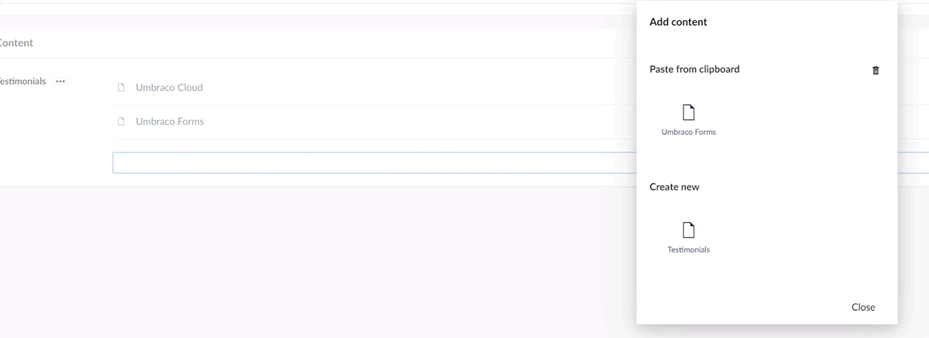 Add content
Content
Paste from clipboard
Testimonials
Umbraco Cloud
Umbraco Forms
Umbraco Forms
Create new
Testimonials
Close